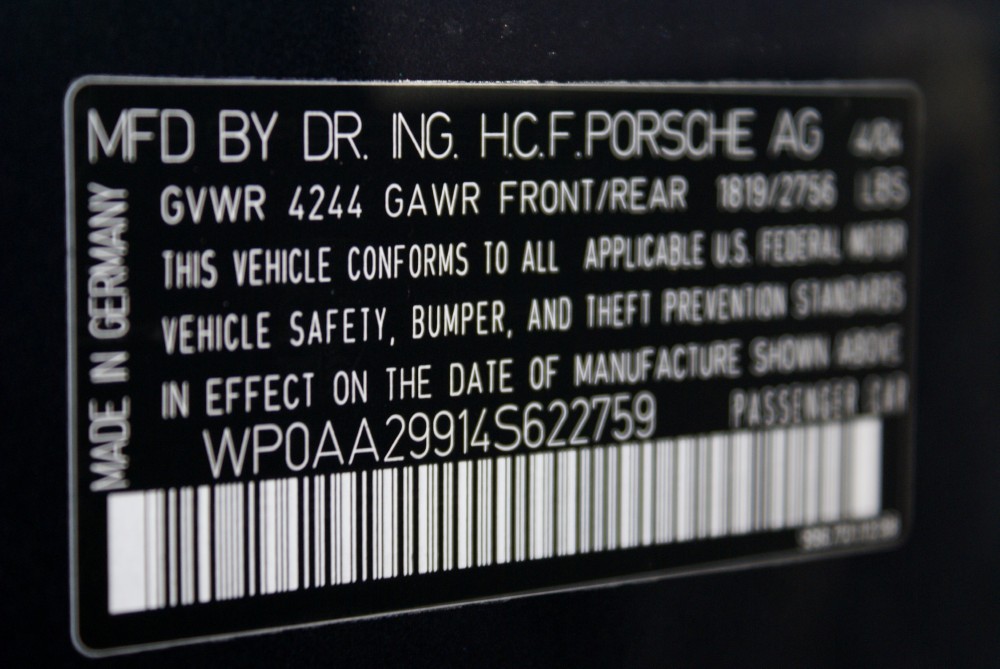 MFD BY DR. ING. H.C.F. PORSCHE AG 4/04
GVWR 4244 GAWR FRONT/REAR 1819/2756 LBS
THIS VEHICLE CONFORMS TO ALL APPLICABLE U.S. FEDERAL MOTOR
VEHICLE SAFETY, BUMPER, AND THEFT PREVENTION STANDARDS
IN EFFECT ON THE DATE OF MANUFACTURE SHOWN ABOVE
WP0AA29914S622759 PASSENGER CAR
MADE IN GERMANY